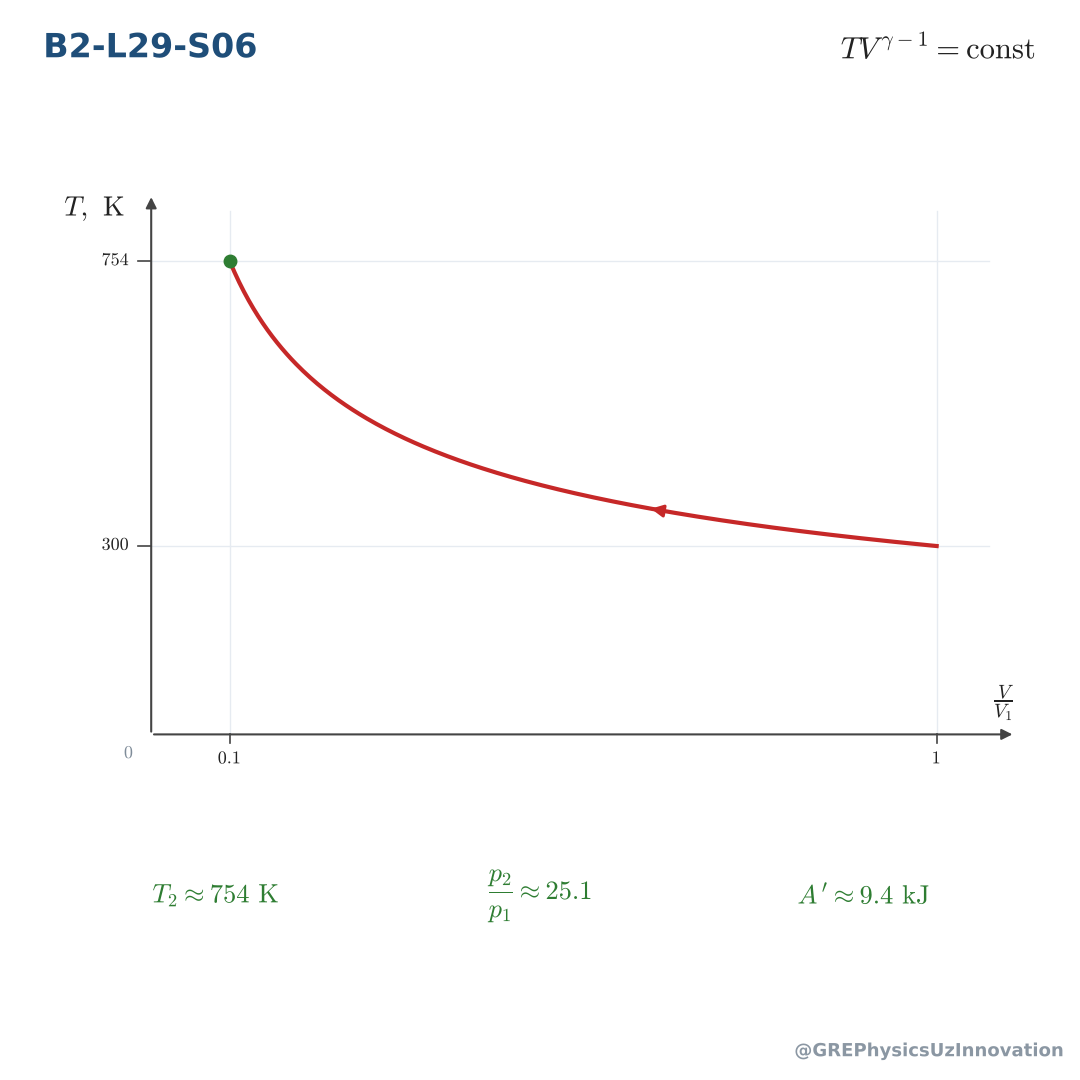 B2-L29-S06
TV^{γ−1} = const
T, K
754
300
V/V₁
0
0.1
1
T₂ ≈ 754 K
p₂/p₁ ≈ 25.1
A′ ≈ 9.4 kJ
@GREPhysicsUzInnovation